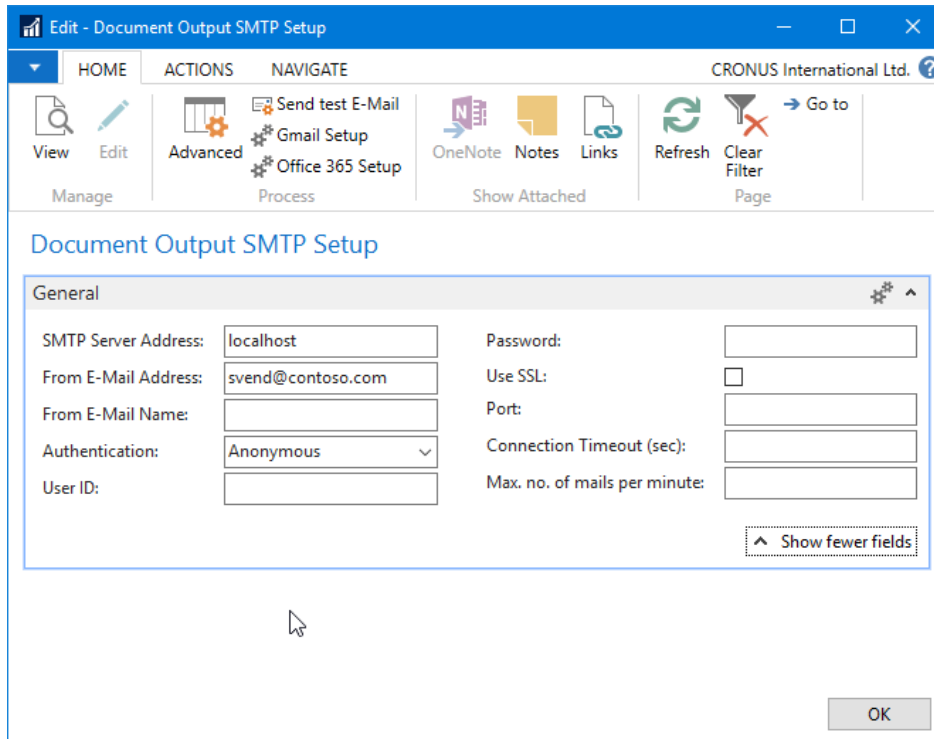 Edit - Document Output SMTP Setup
HOME ACTIONS NAVIGATE CRONUS International Ltd. ?
View Edit Advanced Send test E-Mail
Gmail Setup
Office 365 Setup
OneNote Notes Links Refresh Clear Filter Go to
Manage Process Show Attached Page
Document Output SMTP Setup
General
SMTP Server Address: localhost Password:
From E-Mail Address: svend@contoso.com Use SSL:
From E-Mail Name: Port:
Authentication: Anonymous Connection Timeout (sec):
User ID: Max. no. of mails per minute:
Show fewer fields
OK